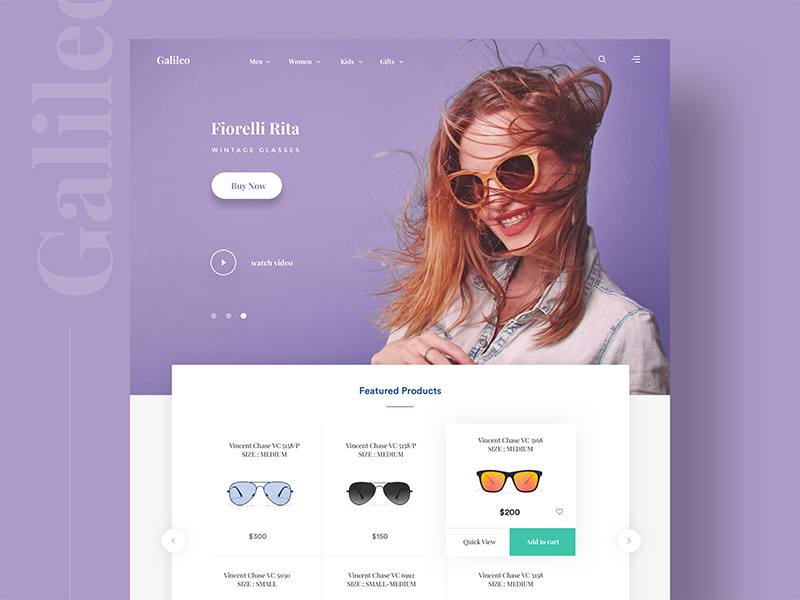 Galileo
Galileo
Men
Women
Kids
Gifts
Fiorelli Rita
WINTAGE GLASSES
Buy Now
watch video
Featured Products
Vincent Chase VC 5158/P
SIZE : MEDIUM
$300
Vincent Chase VC 5158/P
SIZE : MEDIUM
$150
Vincent Chase VC 5168
SIZE : MEDIUM
$200
Quick View
Add to cart
Vincent Chase VC 5030
SIZE : SMALL
Vincent Chase VC 6992
SIZE : SMALL-MEDIUM
Vincent Chase VC 5158
SIZE : MEDIUM